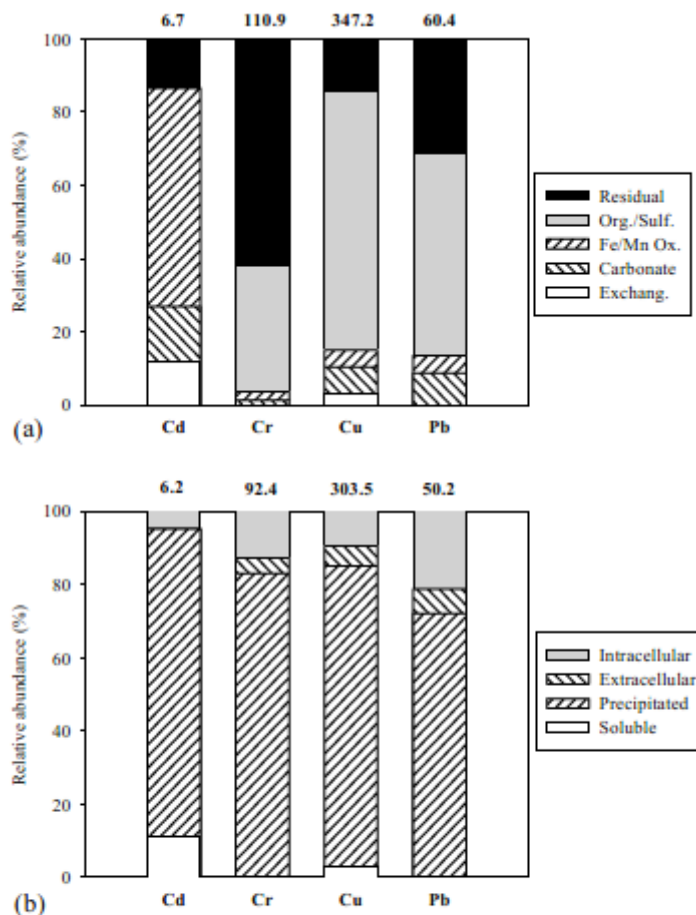 6.7 110.9 347.2 60.4
100
80
60
40
20
0
Relative abundance (%)
Residual
Org./Sulf.
Fe/Mn Ox.
Carbonate
Exchang.
(a)
Cd Cr Cu Pb
6.2 92.4 303.5 50.2
100
80
60
40
20
0
Relative abundance (%)
Intracellular
Extracellular
Precipitated
Soluble
(b)
Cd Cr Cu Pb